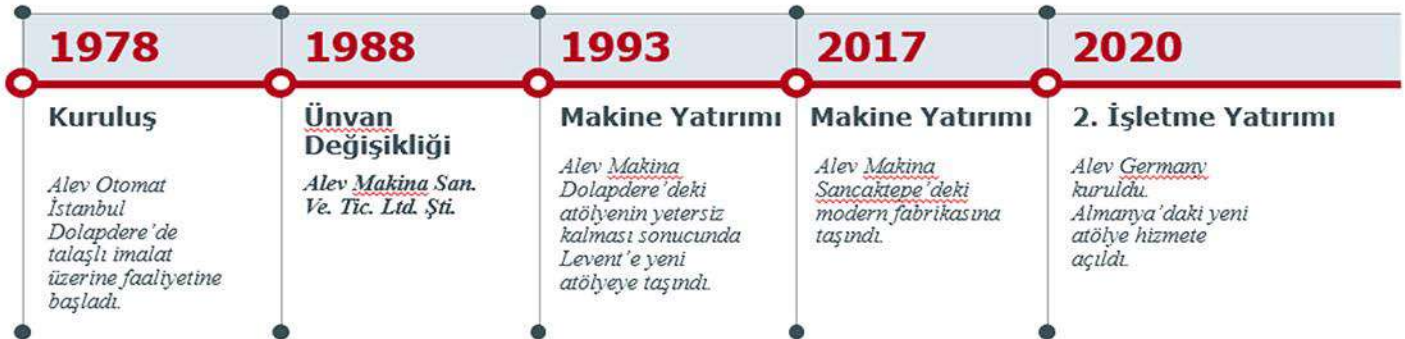 1978
Kuruluş
Alev Otomat
İstanbul
Dolapdere'de
talaşlı imalat
üzerine faaliyetine
başladı.
1988
Ünvan
Değişikliği
Alev Makina San.
Ve. Tic. Ltd. Şti.
1993
Makine Yatırımı
Alev Makina
Dolapdere'deki
atölyenin yetersiz
kalması sonucunda
Levent'e yeni
atölyeye taşındı.
2017
Makine Yatırımı
Alev Makina
Sancaktepe'deki
modern fabrikasına
taşındı.
2020
2. İşletme Yatırımı
Alev Germany
kuruldu.
Almanya'daki yeni
atölye hizmete
açıldı.